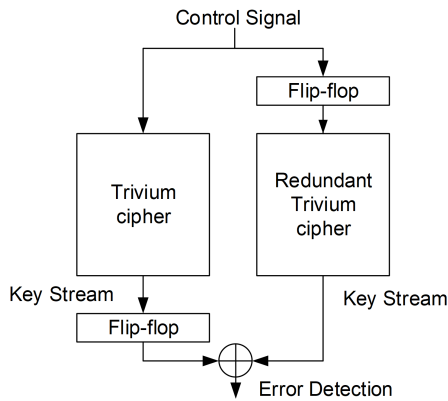 Control Signal
Flip-flop
Trivium
cipher
Redundant
Trivium
cipher
Key Stream
Key Stream
Flip-flop
Error Detection